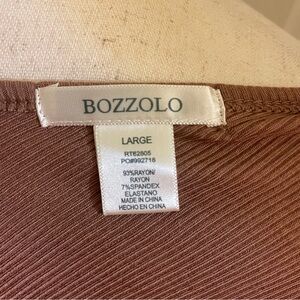 BOZZOLO
LARGE
RT62805
PO#992718
93%RAYON/
RAYON
7%SPANDEX
ELASTANO
MADE IN CHINA
HECHO EN CHINA